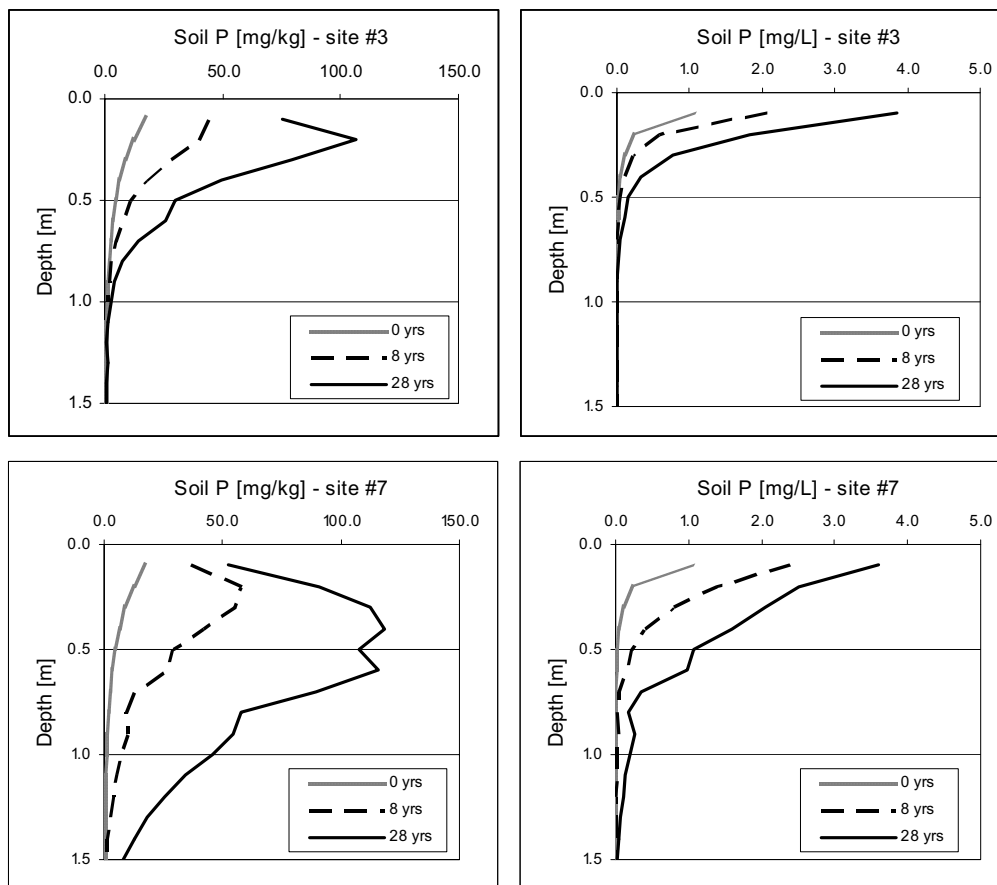 Soil P [mg/kg] - site #3
0.0 50.0 100.0 150.0
0.0
0.5
1.0
1.5
Depth [m]
0 yrs
8 yrs
28 yrs
Soil P [mg/L] - site #3
0.0 1.0 2.0 3.0 4.0 5.0
0.0
0.5
1.0
1.5
Depth [m]
0 yrs
8 yrs
28 yrs
Soil P [mg/kg] - site #7
0.0 50.0 100.0 150.0
0.0
0.5
1.0
1.5
Depth [m]
0 yrs
8 yrs
28 yrs
Soil P [mg/L] - site #7
0.0 1.0 2.0 3.0 4.0 5.0
0.0
0.5
1.0
1.5
Depth [m]
0 yrs
8 yrs
28 yrs